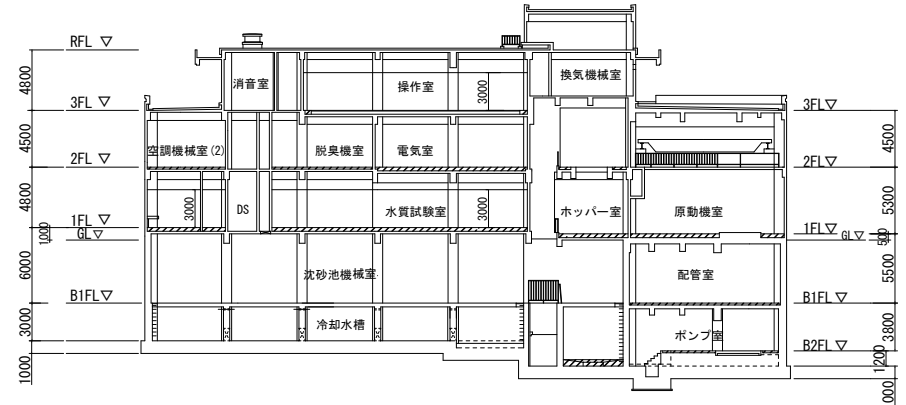 RFL ▽
4800
消音室
操作室
3000
換気機械室
3FL ▽
3FL▽
4500
空調機械室(2)
脱臭機室
電気室
4500
2FL ▽
2FL ▽
4800
3000
DS
水質試験室
3000
ホッパー室
原動機室
5300
1FL ▽
1FL▽
1000
GL▽
GL▽
500
6000
沈砂池機械室
配管室
5500
B1FL▽
B1FL▽
3000
冷却水槽
ポンプ室
3800
B2FL▽
1000
1200
000